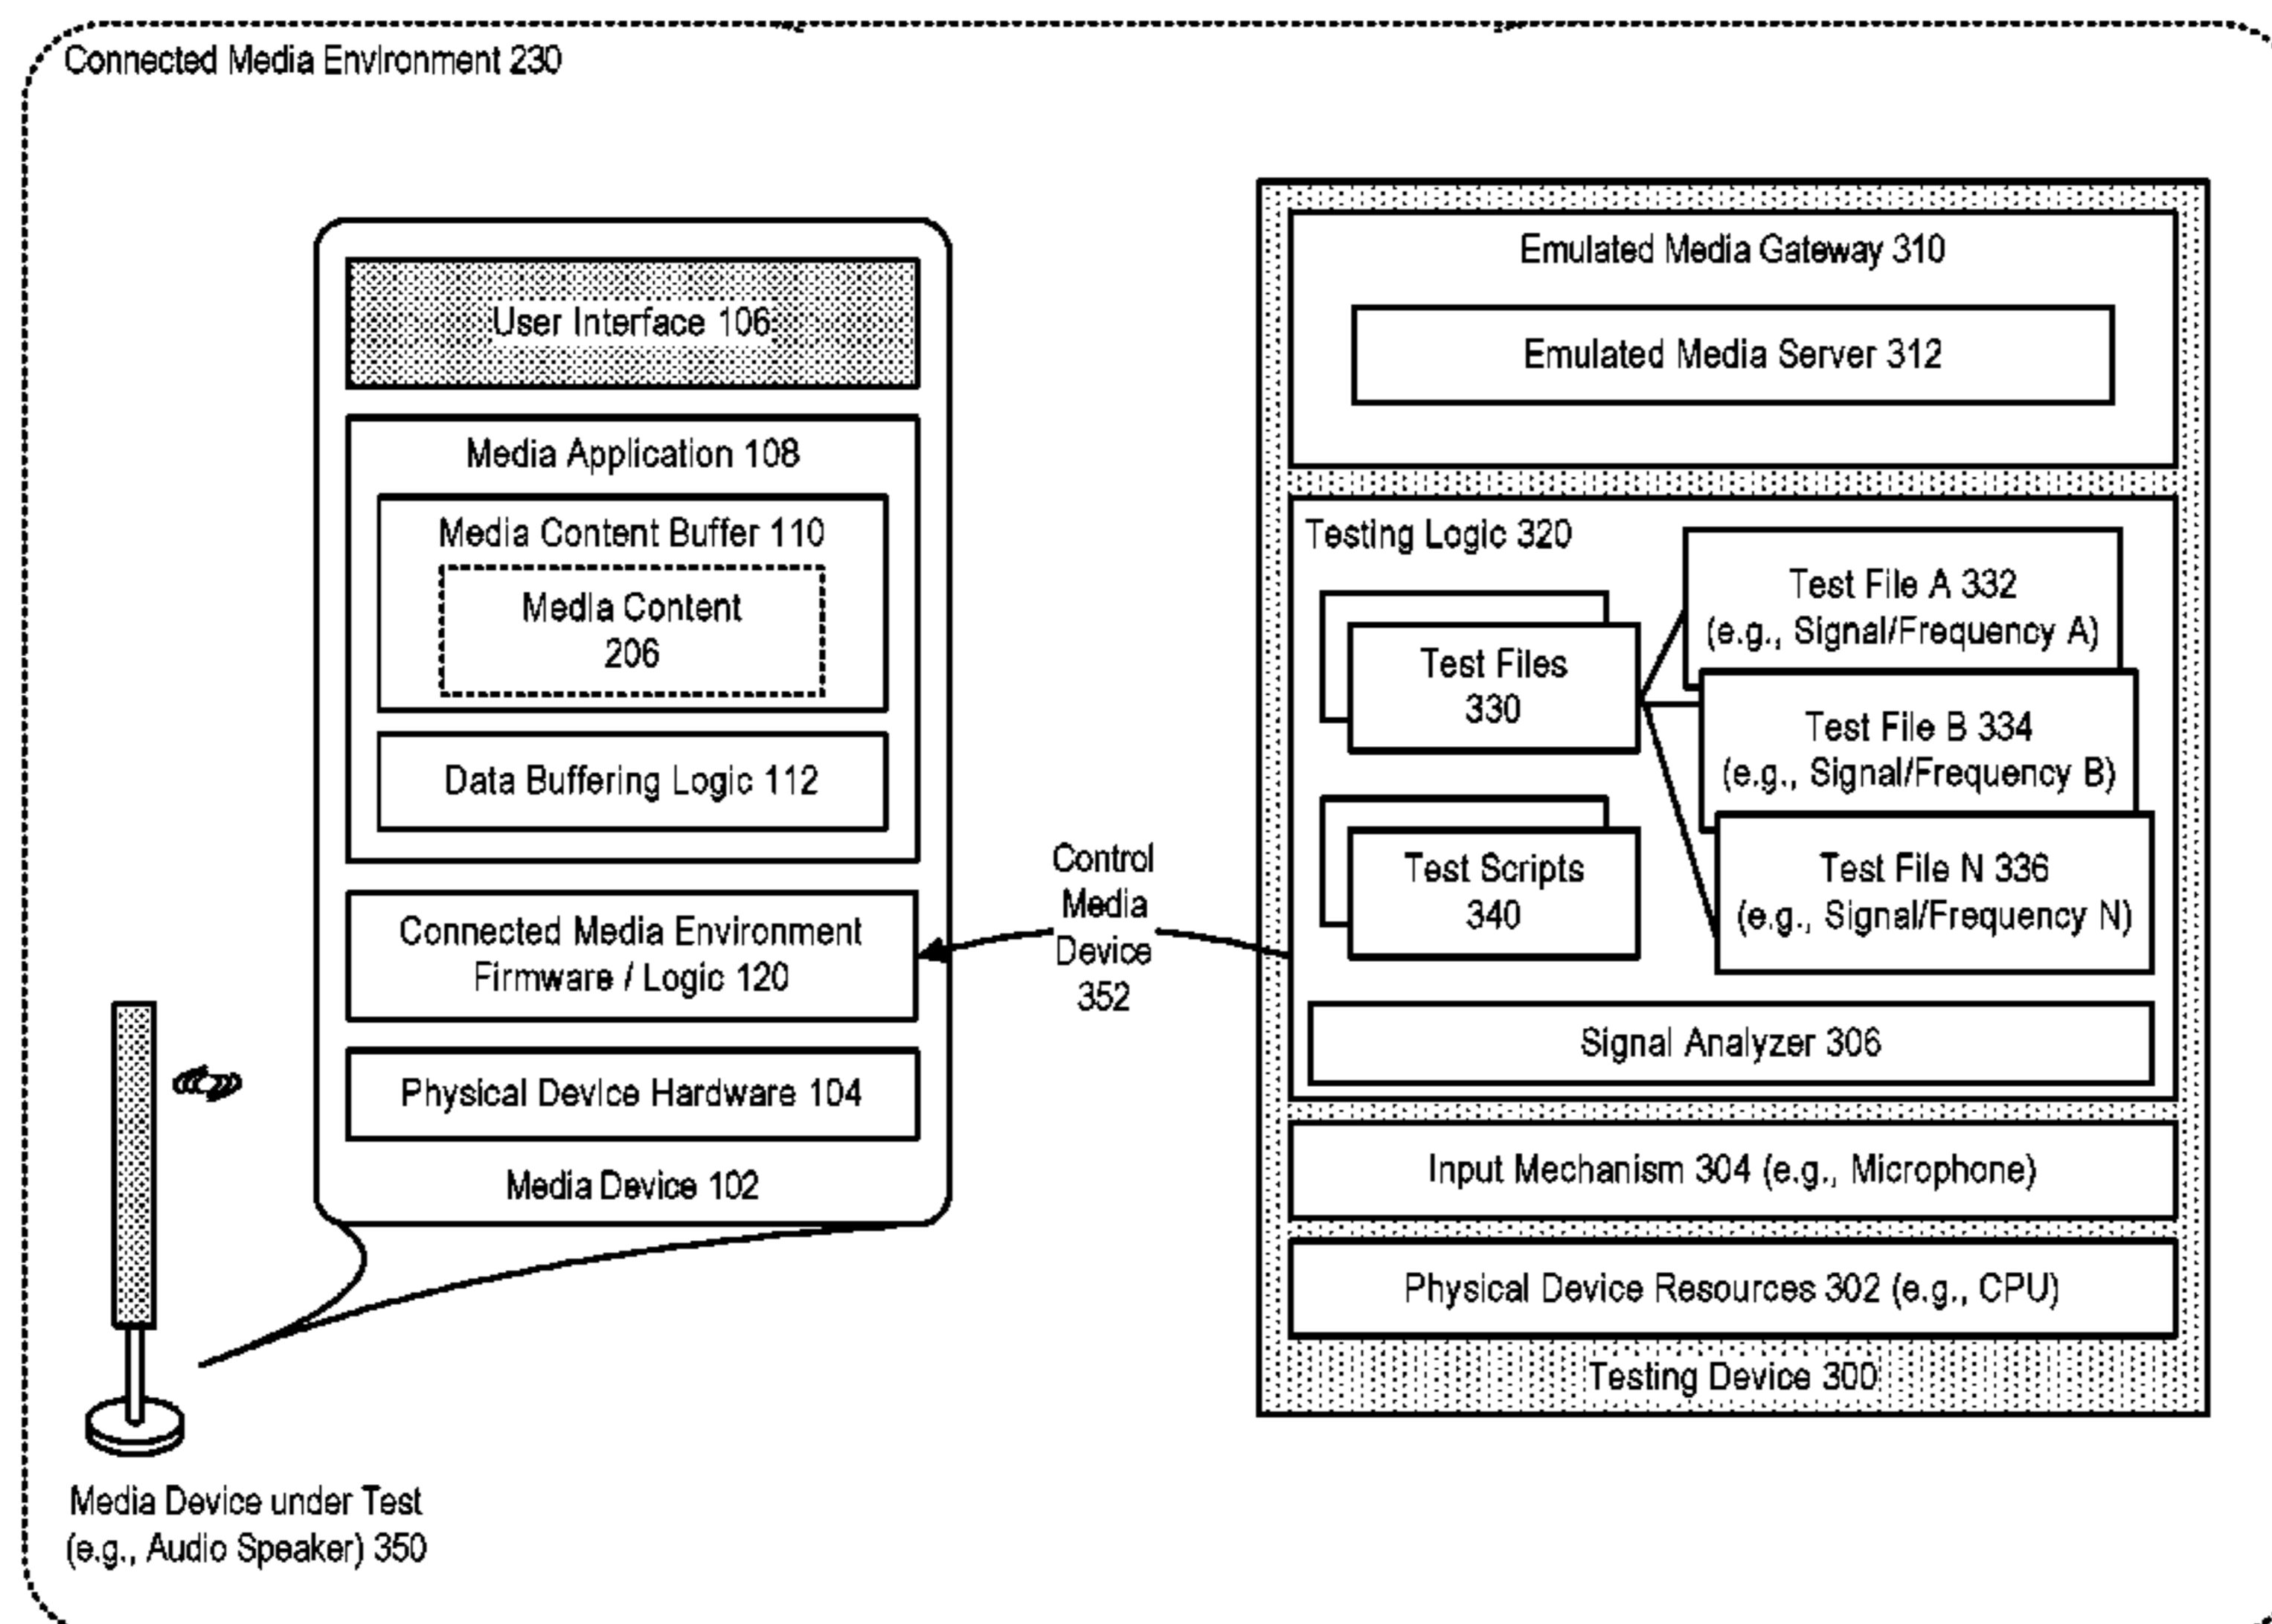 Connected Media Environment 230
User Interface 106
Media Application 108
Media Content Buffer 110
Media Content
206
Data Buffering Logic 112
Connected Media Environment
Firmware / Logic 120
Physical Device Hardware 104
Media Device 102
Media Device under Test
(e.g., Audio Speaker) 350
Control
Media
Device
352
Emulated Media Gateway 310
Emulated Media Server 312
Testing Logic 320
Test Files
330
Test File A 332
(e.g., Signal/Frequency A)
Test File B 334
(e.g., Signal/Frequency B)
Test File N 336
(e.g., Signal/Frequency N)
Test Scripts
340
Signal Analyzer 306
Input Mechanism 304 (e.g., Microphone)
Physical Device Resources 302 (e.g., CPU)
Testing Device 300